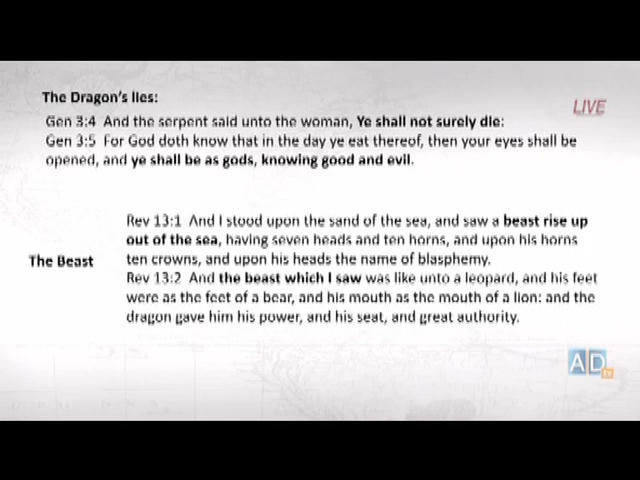 The Dragon's lies:
LIVE
Gen 3:4 And the serpent said unto the woman, Ye shall not surely die:
Gen 3:5 For God doth know that in the day ye eat thereof, then your eyes shall be
opened, and ye shall be as gods, knowing good and evil.
Rev 13:1 And I stood upon the sand of the sea, and saw a beast rise up
out of the sea, having seven heads and ten horns, and upon his horns
The Beast
ten crowns, and upon his heads the name of blasphemy.
Rev 13:2 And the beast which I saw was like unto a leopard, and his feet
were as the feet of a bear, and his mouth as the mouth of a lion: and the
dragon gave him his power, and his seat, and great authority.
AD
tv